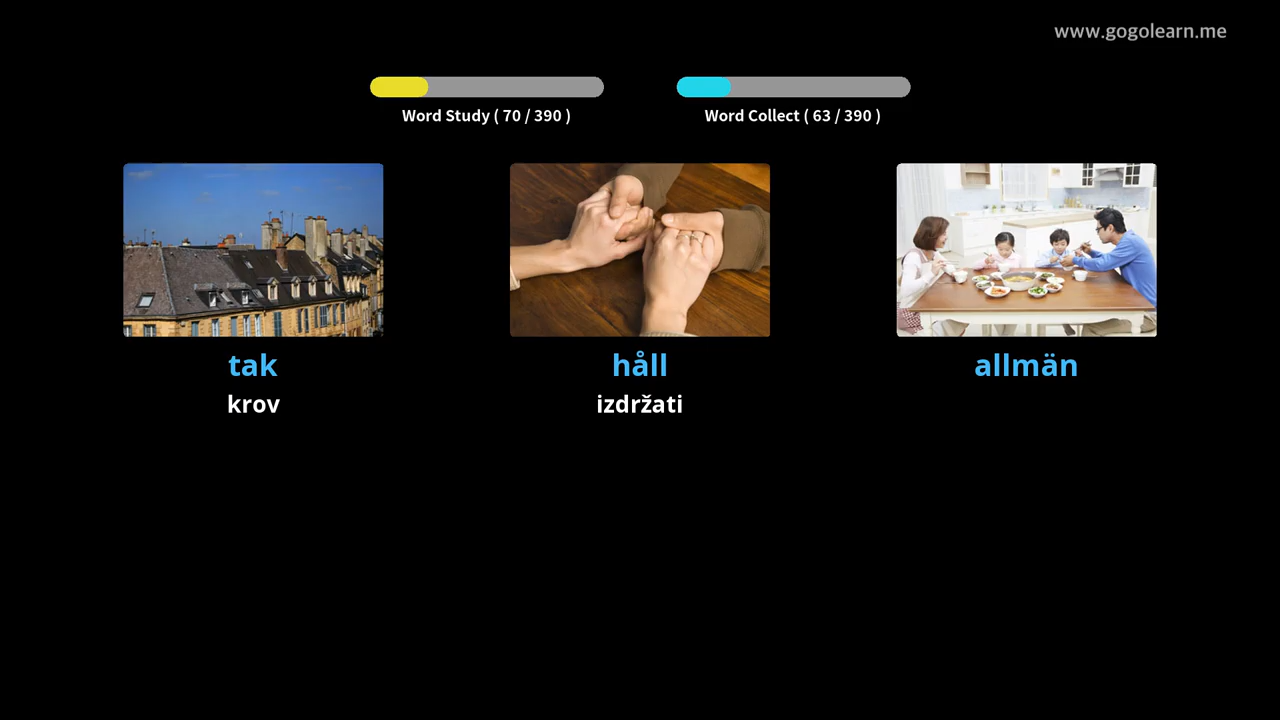 www.gogolearn.me
Word Study ( 70 / 390 )
Word Collect ( 63 / 390 )
tak
krov
håll
izdržati
allmän